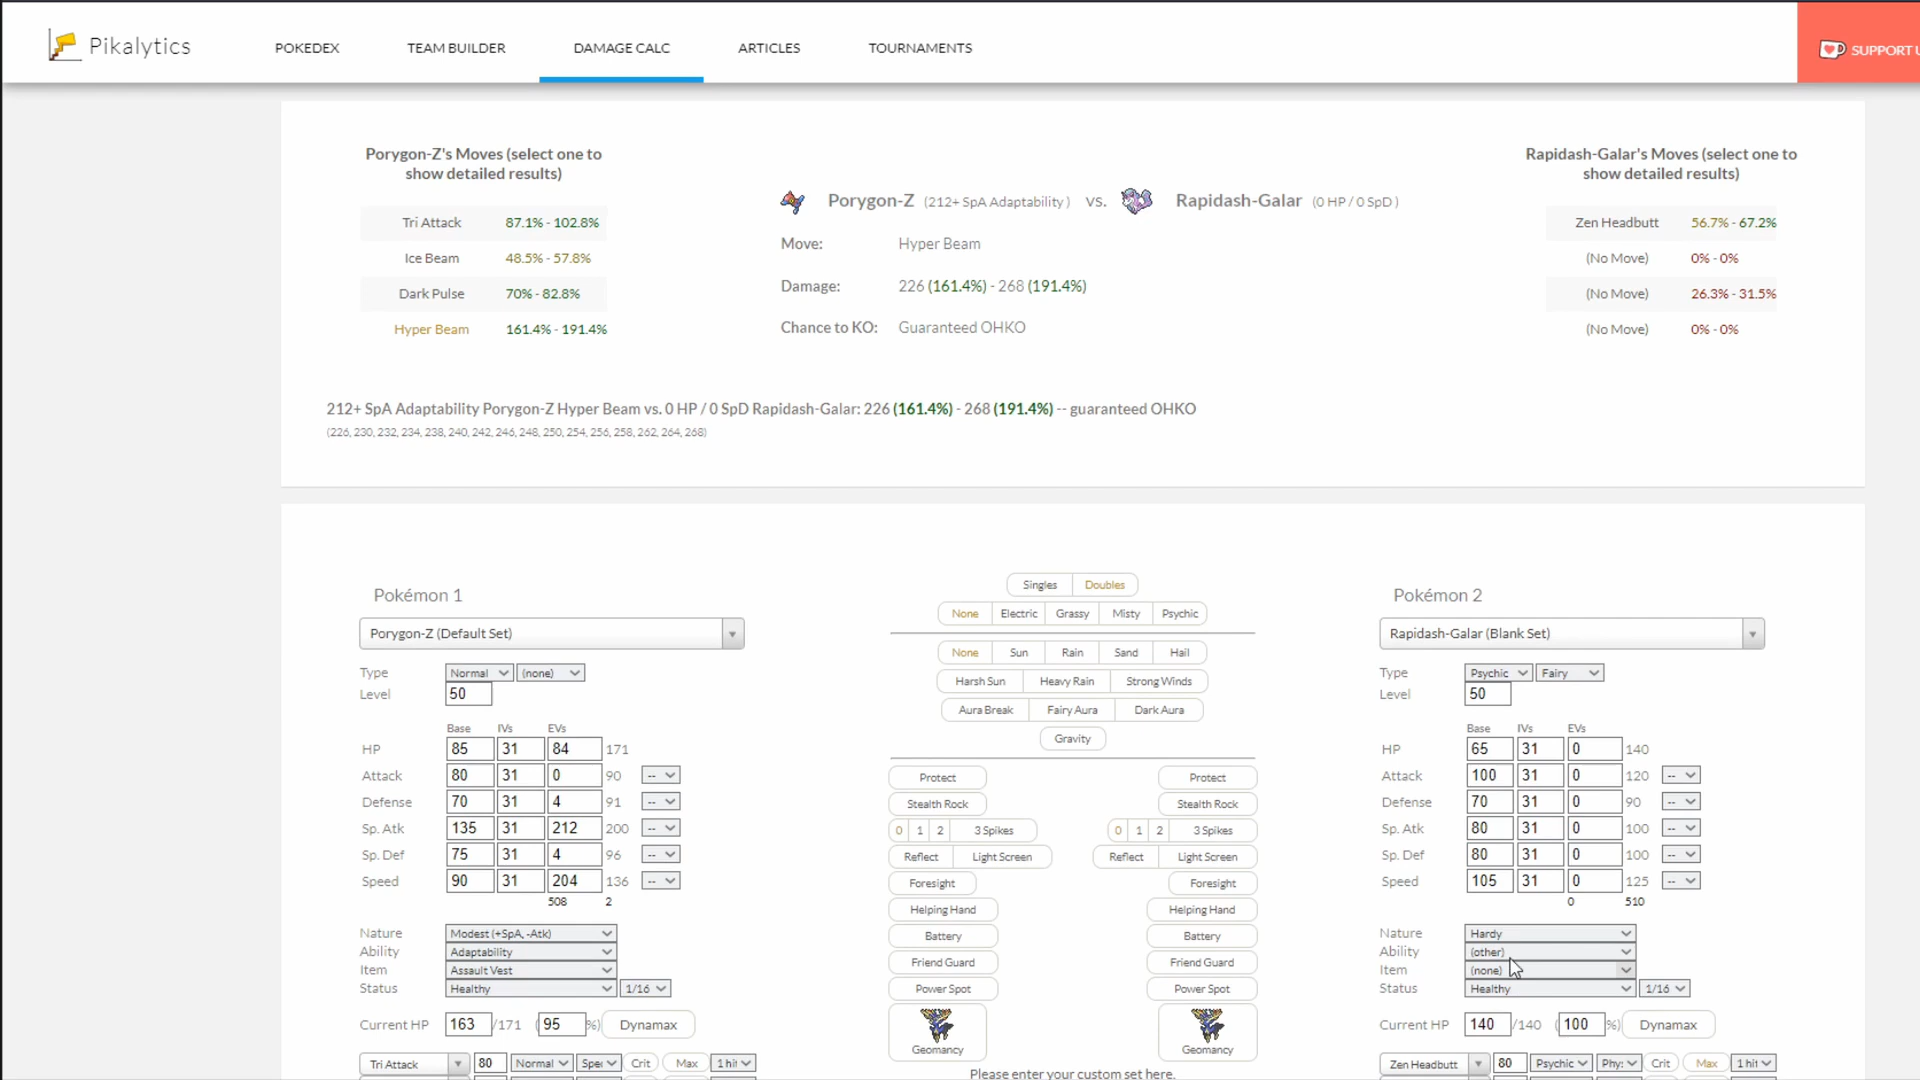 Pikalytics
POKEDEX
TEAM BUILDER
DAMAGE CALC
ARTICLES
TOURNAMENTS
SUPPORT U
Porygon-Z's Moves (select one to
show detailed results)
Tri Attack 87.1% - 102.8%
Ice Beam 48.5% - 57.8%
Dark Pulse 70% - 82.8%
Hyper Beam 161.4% - 191.4%
Porygon-Z (212+ SpA Adaptability ) VS. Rapidash-Galar (0 HP / 0 SpD )
Move: Hyper Beam
Damage: 226 (161.4%) - 268 (191.4%)
Chance to KO: Guaranteed OHKO
Rapidash-Galar's Moves (select one to
show detailed results)
Zen Headbutt 56.7% - 67.2%
(No Move) 0% - 0%
(No Move) 26.3% - 31.5%
(No Move) 0% - 0%
212+ SpA Adaptability Porygon-Z Hyper Beam vs. 0 HP / 0 SpD Rapidash-Galar: 226 (161.4%) - 268 (191.4%) -- guaranteed OHKO
(226, 230, 232, 234, 238, 240, 242, 246, 248, 250, 254, 256, 258, 262, 264, 268)
Pokémon 1
Porygon-Z (Default Set)
Type Normal (none)
Level 50
Base IVs EVs
HP 85 31 84 171
Attack 80 31 0 90 --
Defense 70 31 4 91 --
Sp. Atk 135 31 212 200 --
Sp. Def 75 31 4 96 --
Speed 90 31 204 136 --
508 2
Nature Modest (+SpA, -Atk)
Ability Adaptability
Item Assault Vest
Status Healthy 1/16
Current HP 163 /171 ( 95 %) Dynamax
Tri Attack 80 Normal Spec Crit Max 1 hit
Singles Doubles
None Electric Grassy Misty Psychic
None Sun Rain Sand Hail
Harsh Sun Heavy Rain Strong Winds
Aura Break Fairy Aura Dark Aura
Gravity
Protect Protect
Stealth Rock Stealth Rock
0 1 2 3 Spikes 0 1 2 3 Spikes
Reflect Light Screen Reflect Light Screen
Foresight Foresight
Helping Hand Helping Hand
Battery Battery
Friend Guard Friend Guard
Power Spot Power Spot
Geomancy Geomancy
Please enter your custom set here.
Pokémon 2
Rapidash-Galar (Blank Set)
Type Psychic Fairy
Level 50
Base IVs EVs
HP 65 31 0 140
Attack 100 31 0 120 --
Defense 70 31 0 90 --
Sp. Atk 80 31 0 100 --
Sp. Def 80 31 0 100 --
Speed 105 31 0 125 --
0 510
Nature Hardy
Ability (other)
Item (none)
Status Healthy 1/16
Current HP 140 /140 ( 100 %) Dynamax
Zen Headbutt 80 Psychic Phy: Crit Max 1 hit